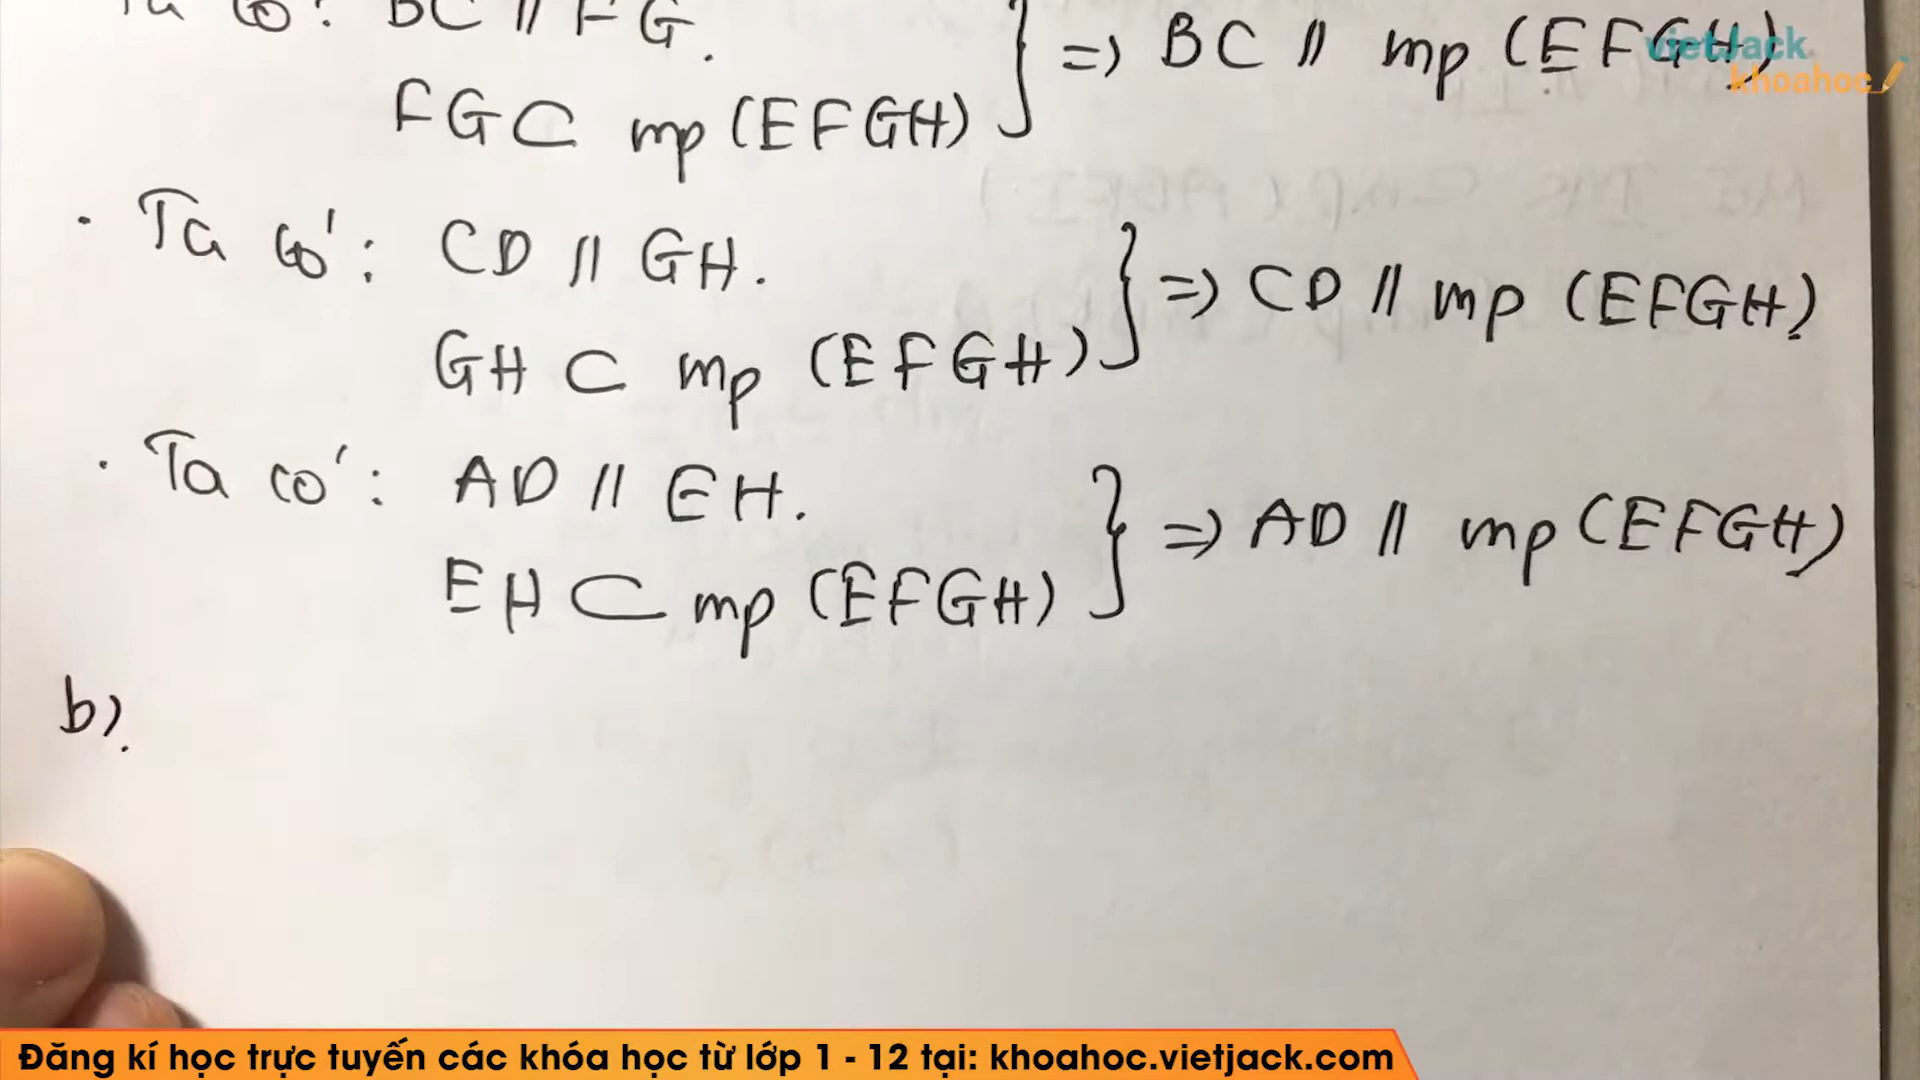 Ta có: BC // FG.
FG ⊂ mp (EFGH)
=> BC // mp (EFGH)
vietJack
khoahoc
. Ta có: CD // GH.
GH ⊂ mp (EFGH)
=> CD // mp (EFGH)
. Ta có: AD // EH.
EH ⊂ mp (EFGH)
=> AD // mp (EFGH)
b).
Đăng kí học trực tuyến các khóa học từ lớp 1 - 12 tại: khoahoc.vietjack.com